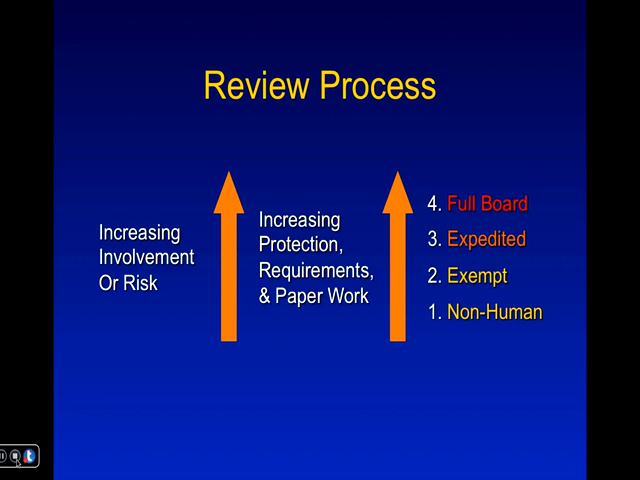 Review Process
Increasing
Involvement
Or Risk
Increasing
Protection,
Requirements,
& Paper Work
4. Full Board
3. Expedited
2. Exempt
1. Non-Human
t